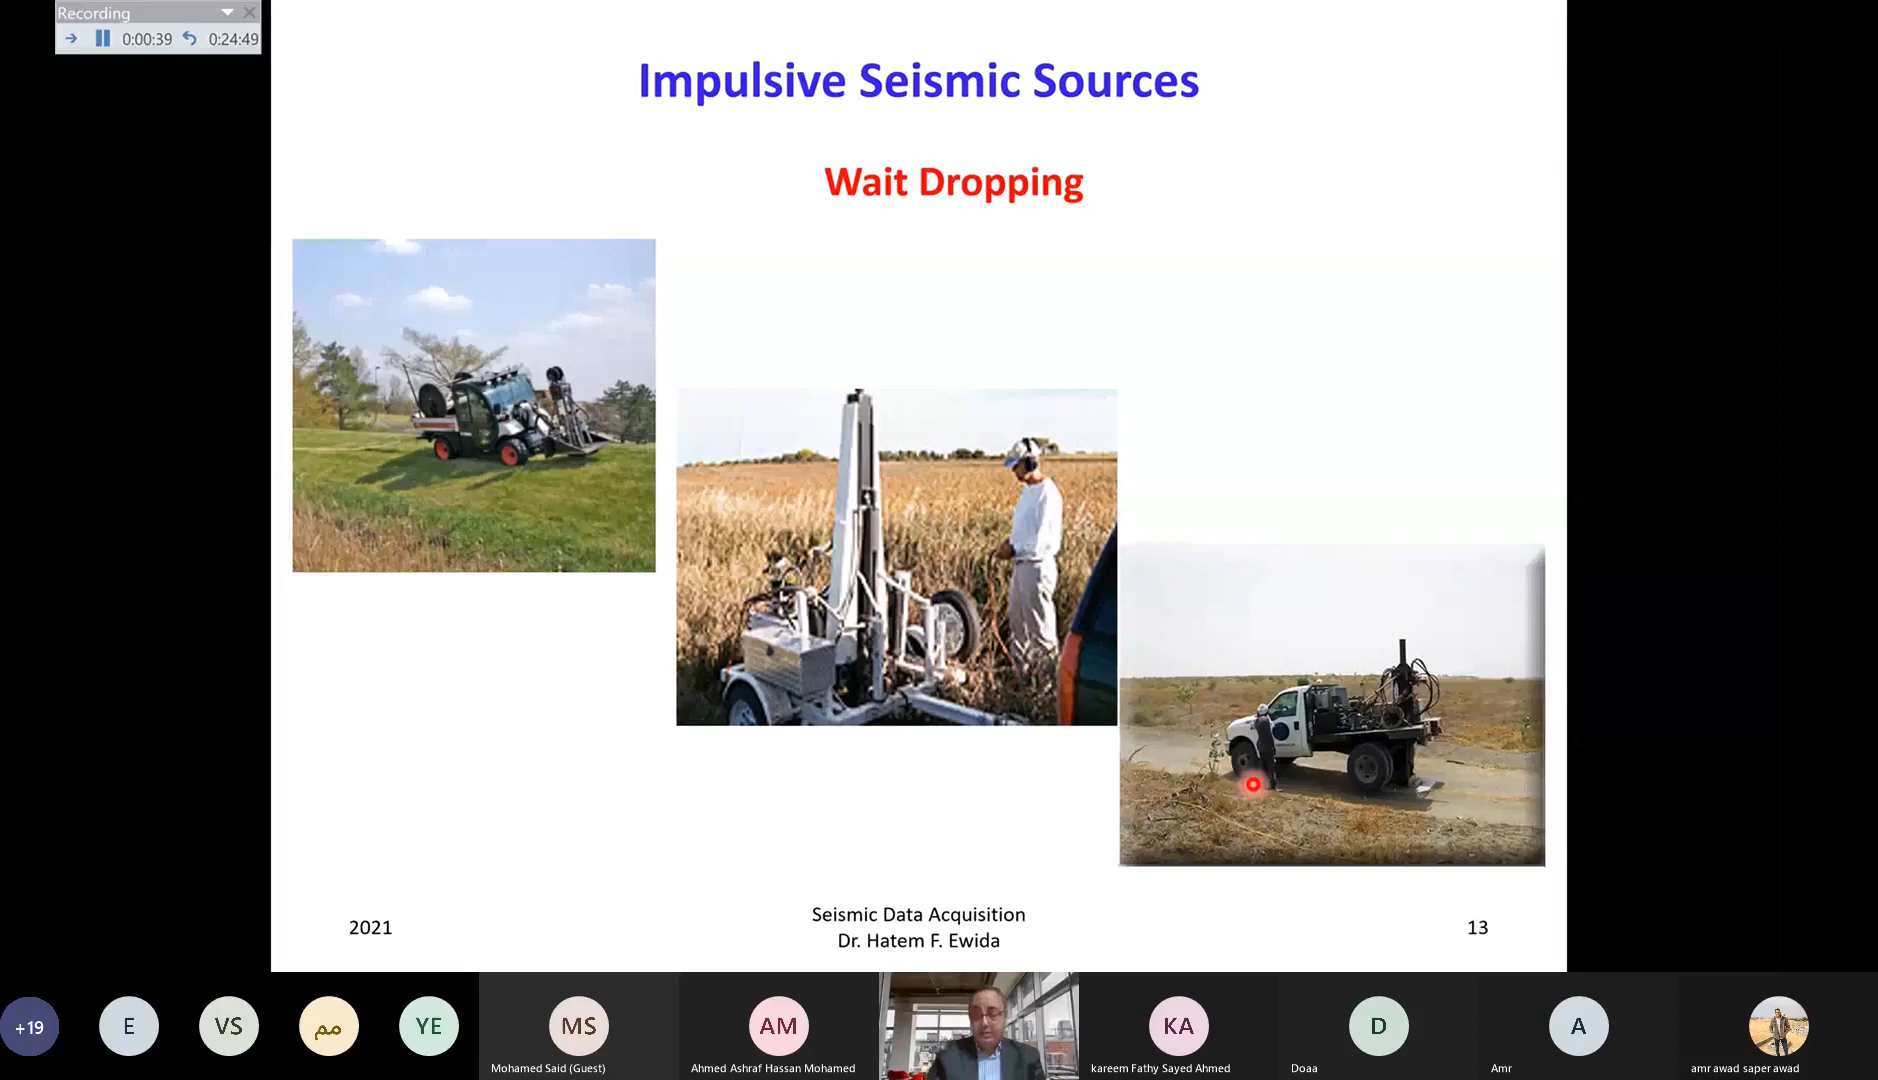 Recording
0:00:39 0:24:49
Impulsive Seismic Sources
Wait Dropping
2021
Seismic Data Acquisition
Dr. Hatem F. Ewida
13
+19
E
VS
مم
YE
MS
Mohamed Said (Guest)
AM
Ahmed Ashraf Hassan Mohamed
KA
kareem Fathy Sayed Ahmed
D
Doaa
A
Amr
amr awad saper awad